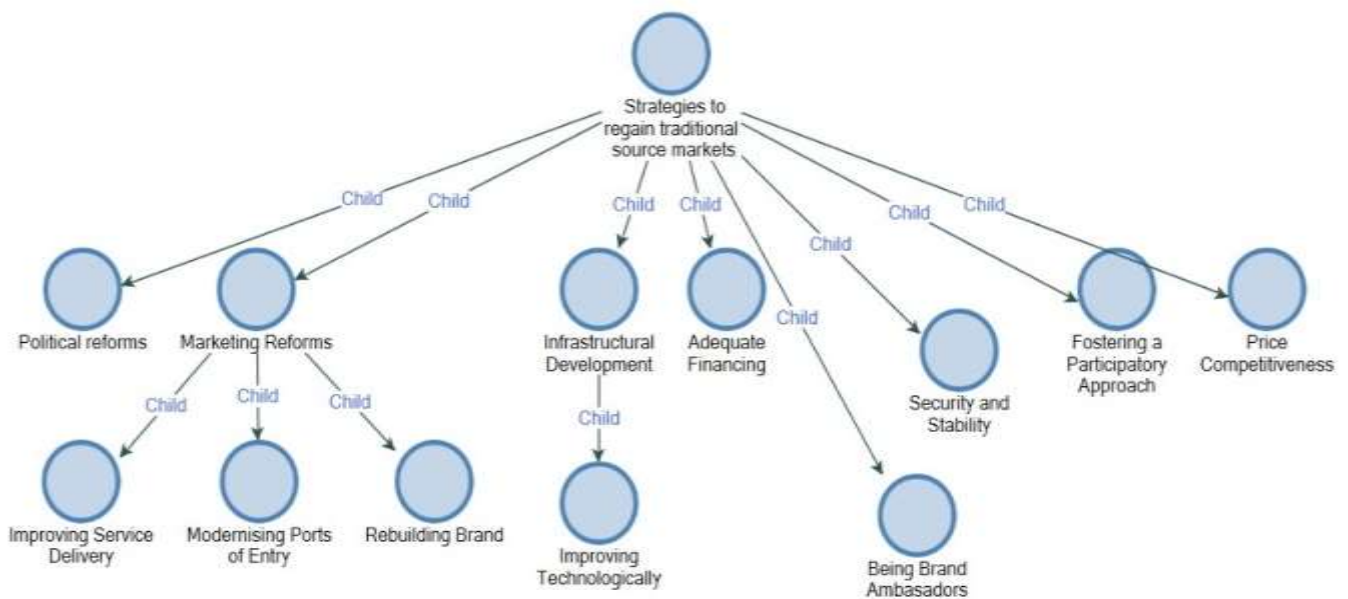 Strategies to
regain traditional
source markets
Child
Child
Child
Child
Child
Child
Child
Child
Political reforms
Marketing Reforms
Infrastructural
Development
Adequate
Financing
Security and
Stability
Fostering a
Participatory
Approach
Price
Competitiveness
Child
Child
Child
Child
Improving Service
Delivery
Modernising Ports
of Entry
Rebuilding Brand
Improving
Technologically
Being Brand
Ambasadors